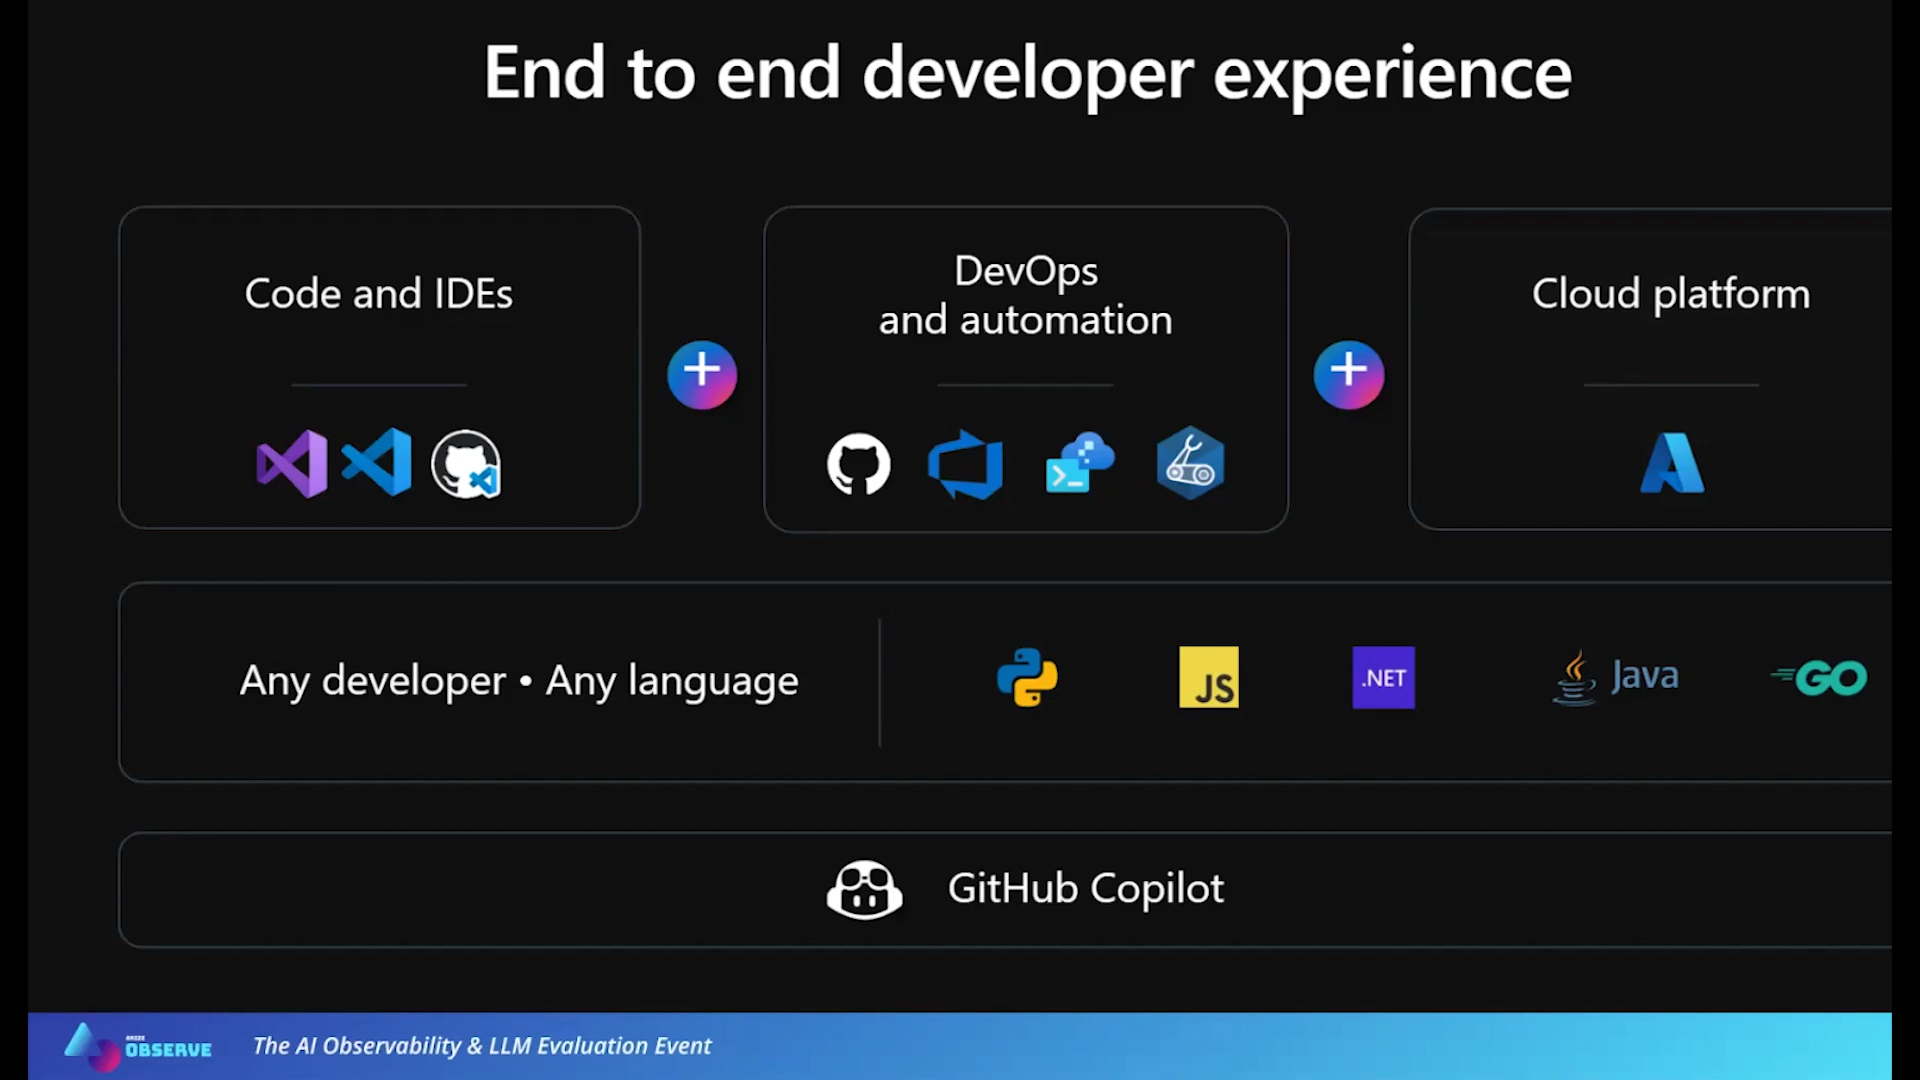 End to end developer experience
Code and IDEs
DevOps
and automation
Cloud platform
Any developer • Any language
JS
.NET
Java
GO
GitHub Copilot
ARIZE
OBSERVE
The AI Observability & LLM Evaluation Event